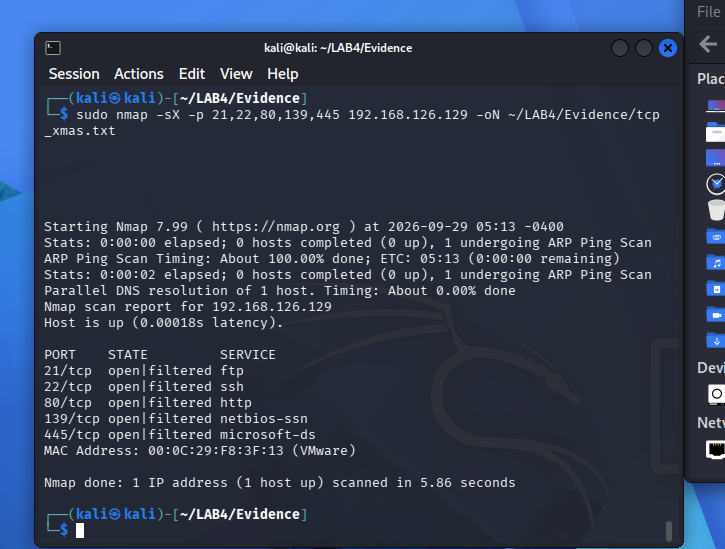 File
kali@kali: ~/LAB4/Evidence
Session Actions Edit View Help
┌──(kali㉿kali)-[~/LAB4/Evidence]
└─$ sudo nmap -sX -p 21,22,80,139,445 192.168.126.129 -oN ~/LAB4/Evidence/tcp
_xmas.txt
Starting Nmap 7.99 ( https://nmap.org ) at 2026-09-29 05:13 -0400
Stats: 0:00:00 elapsed; 0 hosts completed (0 up), 1 undergoing ARP Ping Scan
ARP Ping Scan Timing: About 100.00% done; ETC: 05:13 (0:00:00 remaining)
Stats: 0:00:02 elapsed; 0 hosts completed (0 up), 1 undergoing ARP Ping Scan
Parallel DNS resolution of 1 host. Timing: About 0.00% done
Nmap scan report for 192.168.126.129
Host is up (0.00018s latency).
PORT    STATE         SERVICE
21/tcp  open|filtered ftp
22/tcp  open|filtered ssh
80/tcp  open|filtered http
139/tcp open|filtered netbios-ssn
445/tcp open|filtered microsoft-ds
MAC Address: 00:0C:29:F8:3F:13 (VMware)
Nmap done: 1 IP address (1 host up) scanned in 5.86 seconds
┌──(kali㉿kali)-[~/LAB4/Evidence]
└─$
Plac
Devi
Netw